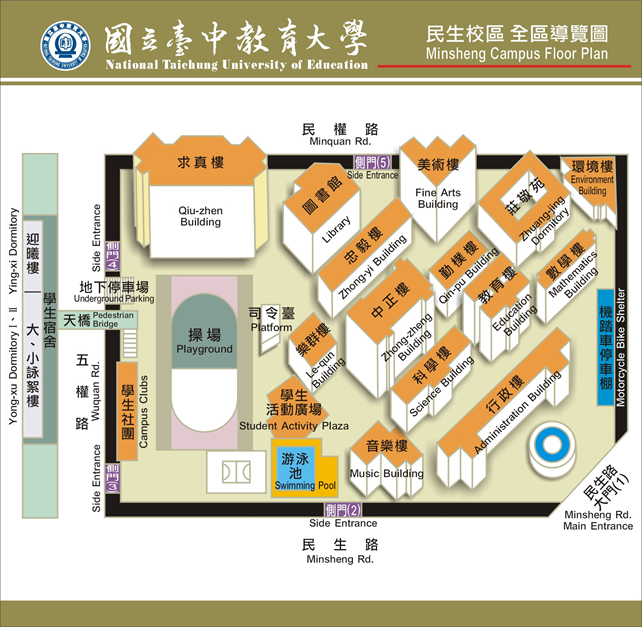 國立臺中教育大學
National Taichung University of Education
民生校區 全區導覽圖
Minsheng Campus Floor Plan
民權路
Minquan Rd.
側門(5)
Side Entrance
求真樓
Qiu-zhen
Building
圖書館
Library
美術樓
Fine Arts
Building
莊敬苑
Zhuang-jing
Dormitory
環境樓
Environment
Building
忠毅樓
Zhong-yi Building
勤樸樓
Qin-pu Building
教育樓
Education
Building
數學樓
Mathematics
Building
機踏車停車棚
Motorcycle Bike Shelter
中正樓
Zhong-zheng
Building
科學樓
Science Building
行政樓
Administration Building
樂群樓
Le-qun
Building
音樂樓
Music Building
司令臺
Platform
操場
Playground
學生
活動廣場
Student Activity Plaza
游泳
池
Swimming Pool
Side Entrance
側門(4)
地下停車場
Underground Parking
天橋
Pedestrian
Bridge
五權路
Wuquan Rd.
學生社團
Campus Clubs
Side Entrance
側門(3)
學生宿舍
迎曦樓 | 大、小詠絮樓
Yong-xu Dormitory I、II Ying-xi Dormitory
側門(2)
Side Entrance
民生路
Minsheng Rd.
民生路
大門(1)
Minsheng Rd.
Main Entrance